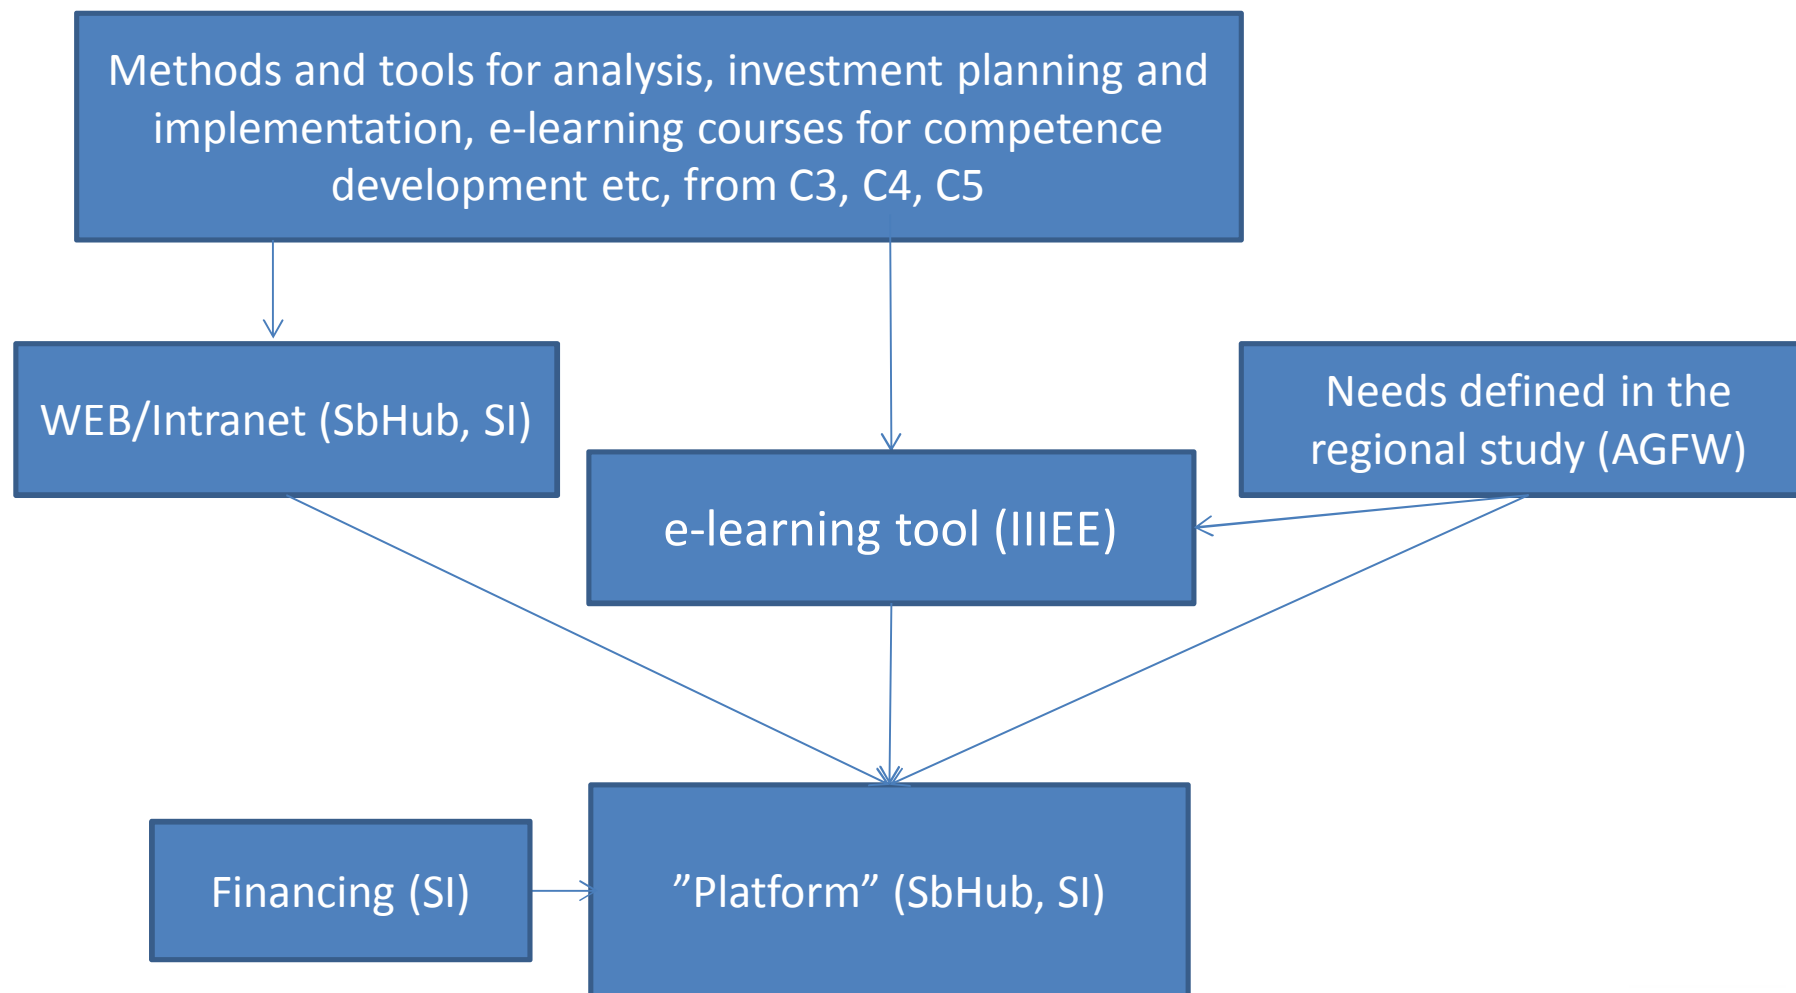 Methods and tools for analysis, investment planning and
implementation, e-learning courses for competence
development etc, from C3, C4, C5
WEB/Intranet (SbHub, SI)
Needs defined in the
regional study (AGFW)
e-learning tool (IIIEE)
Financing (SI)
”Platform” (SbHub, SI)